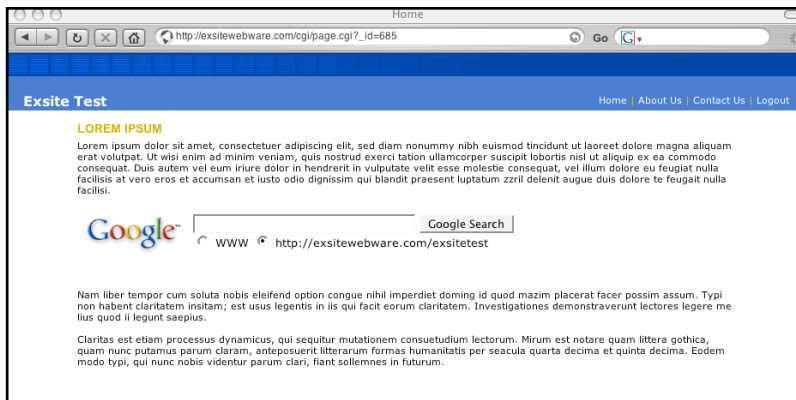 Home
http://exsitewebware.com/cgi/page.cgi?_id=685
Go
G
Exsite Test
Home | About Us | Contact Us | Logout
LOREM IPSUM
Lorem ipsum dolor sit amet, consectetuer adipiscing elit, sed diam nonummy nibh euismod tincidunt ut laoreet dolore magna aliquam
erat volutpat. Ut wisi enim ad minim veniam, quis nostrud exerci tation ullamcorper suscipit lobortis nisl ut aliquip ex ea commodo
consequat. Duis autem vel eum iriure dolor in hendrerit in vulputate velit esse molestie consequat, vel illum dolore eu feugiat nulla
facilisis at vero eros et accumsan et iusto odio dignissim qui blandit praesent luptatum zzril delenit augue duis dolore te feugait nulla
facilisi.
Google™
Google Search
WWW http://exsitewebware.com/exsitetest
Nam liber tempor cum soluta nobis eleifend option congue nihil imperdiet doming id quod mazim placerat facer possim assum. Typi
non habent claritatem insitam; est usus legentis in iis qui facit eorum claritatem. Investigationes demonstraverunt lectores legere me
lius quod ii legunt saepius.
Claritas est etiam processus dynamicus, qui sequitur mutationem consuetudium lectorum. Mirum est notare quam littera gothica,
quam nunc putamus parum claram, anteposuerit litterarum formas humanitatis per seacula quarta decima et quinta decima. Eodem
modo typi, qui nunc nobis videntur parum clari, fiant sollemnes in futurum.